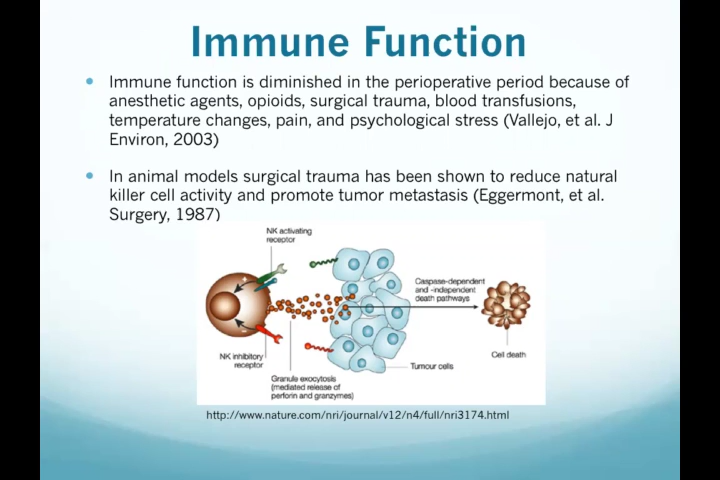 Immune Function
• Immune function is diminished in the perioperative period because of
anesthetic agents, opioids, surgical trauma, blood transfusions,
temperature changes, pain, and psychological stress (Vallejo, et al. J
Environ, 2003)
• In animal models surgical trauma has been shown to reduce natural
killer cell activity and promote tumor metastasis (Eggermont, et al.
Surgery, 1987)
NK activating
receptor
Caspase-dependent
and -independent
death pathways
NK inhibitory
receptor
Tumour cells
Cell death
Granule exocytosis
(mediated release of
perforin and granzymes)
http://www.nature.com/nri/journal/v12/n4/full/nri3174.html